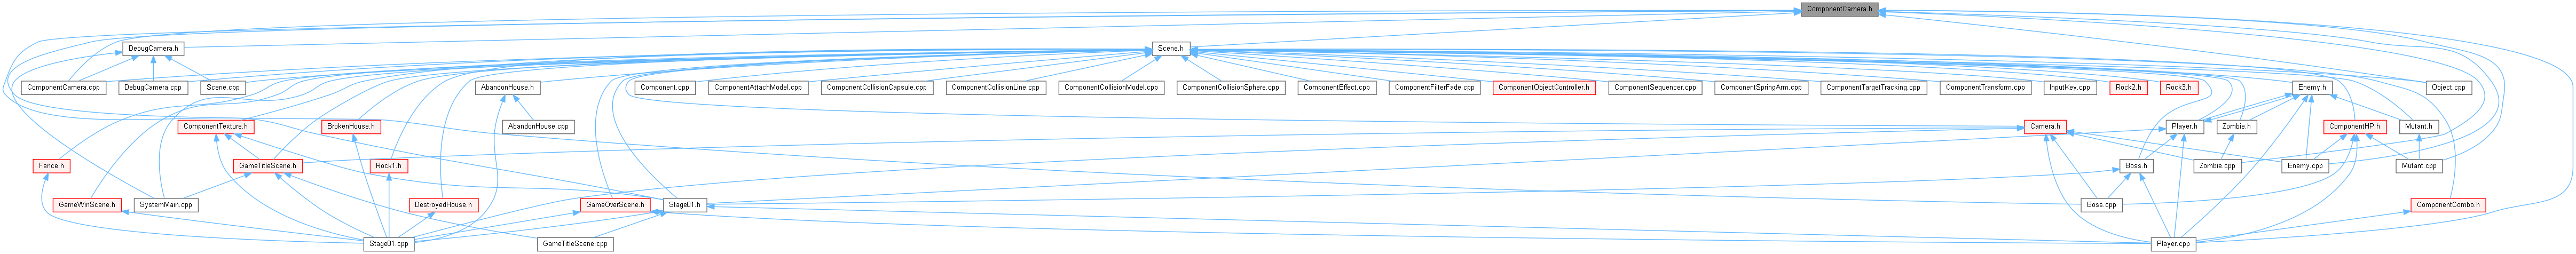 ComponentCamera.h
DebugCamera.h
Scene.h
ComponentCamera.cpp
DebugCamera.cpp
Scene.cpp
AbandonHouse.h
Component.cpp
ComponentAttachModel.cpp
ComponentCollisionCapsule.cpp
ComponentCollisionLine.cpp
ComponentCollisionModel.cpp
ComponentCollisionSphere.cpp
ComponentEffect.cpp
ComponentFilterFade.cpp
ComponentObjectController.h
ComponentSequencer.cpp
ComponentSpringArm.cpp
ComponentTargetTracking.cpp
ComponentTransform.cpp
InputKey.cpp
Rock2.h
Rock3.h
Enemy.h
Object.cpp
ComponentTexture.h
BrokenHouse.h
AbandonHouse.cpp
Camera.h
Player.h
Zombie.h
ComponentHP.h
Mutant.h
Fence.h
GameTitleScene.h
Rock1.h
Boss.h
Zombie.cpp
Enemy.cpp
Mutant.cpp
GameWinScene.h
SystemMain.cpp
DestroyedHouse.h
GameOverScene.h
Stage01.h
Boss.cpp
ComponentCombo.h
Stage01.cpp
GameTitleScene.cpp
Player.cpp